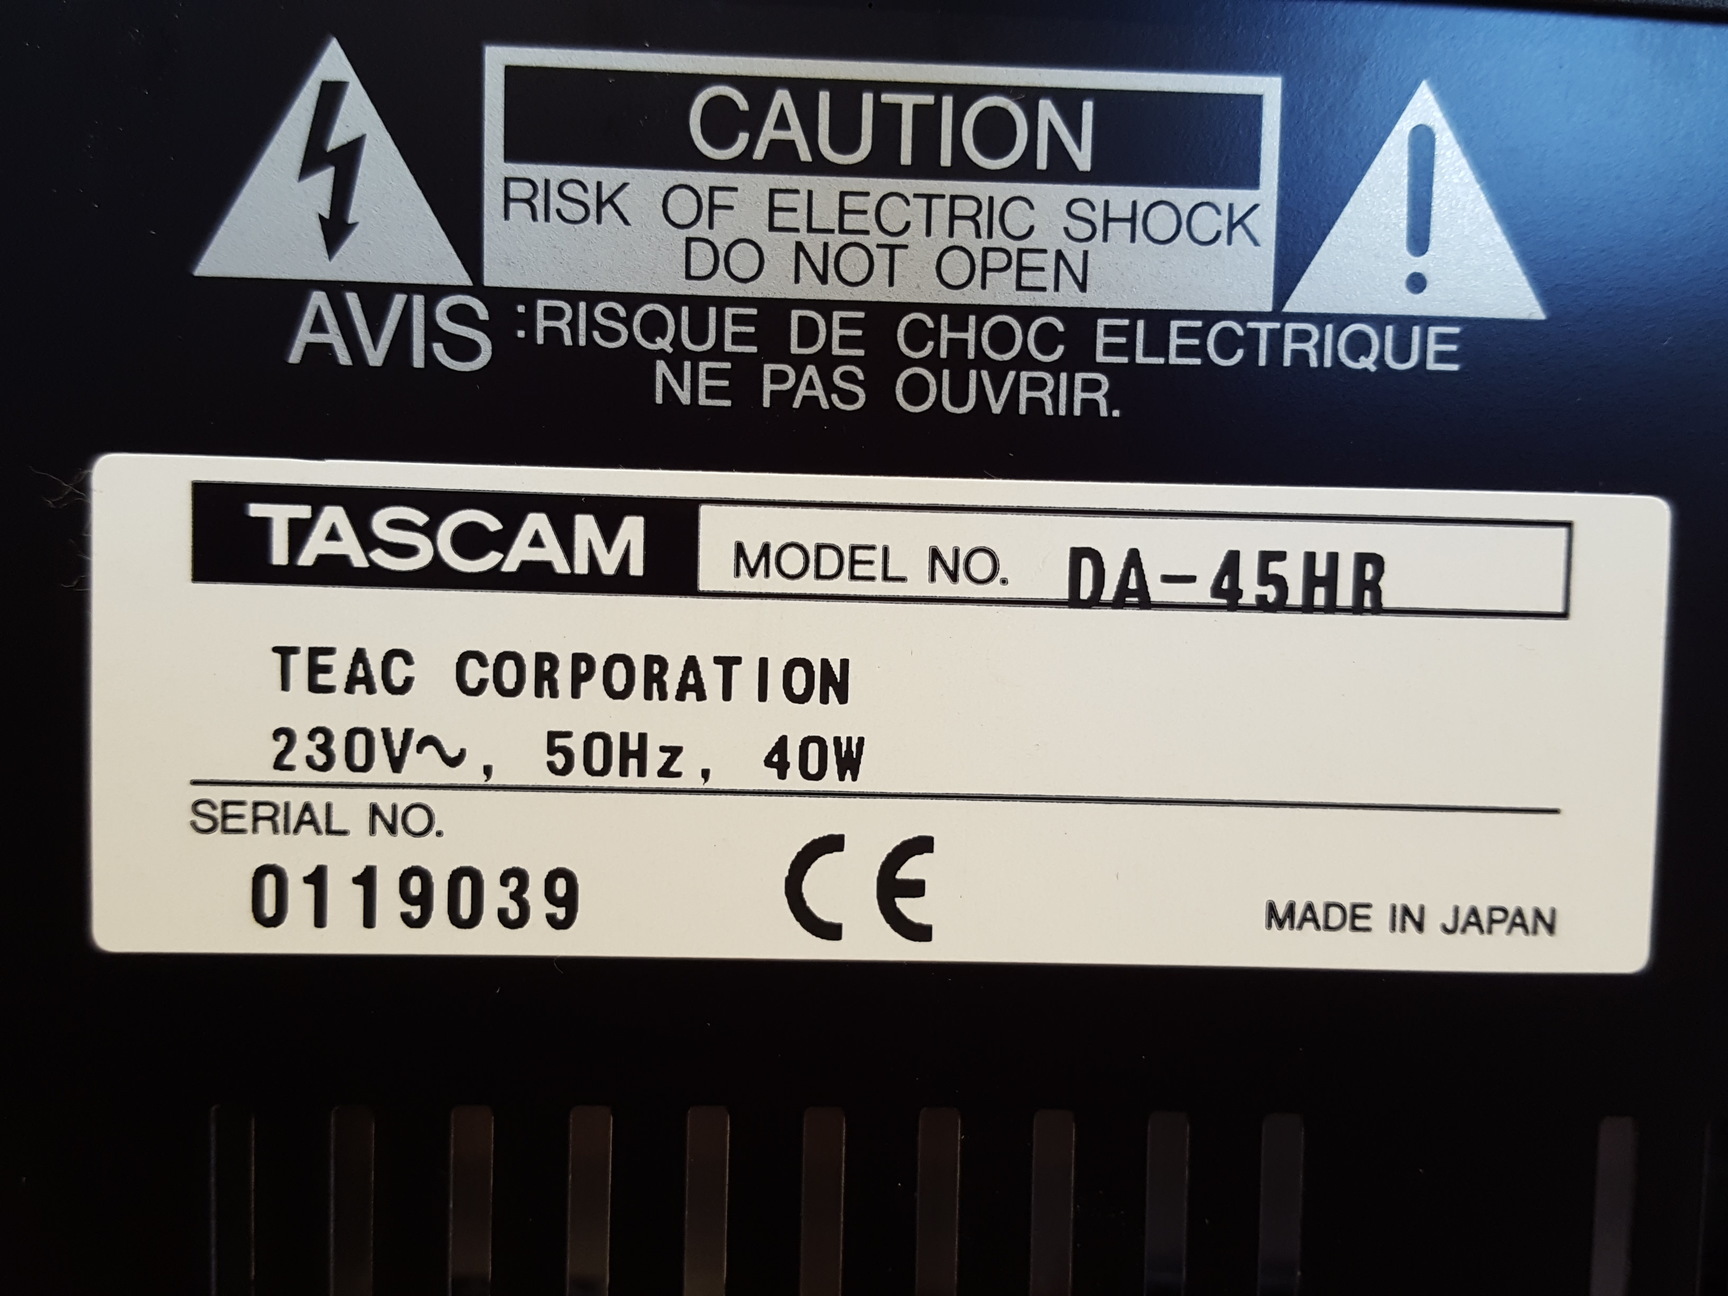 CAUTION
RISK OF ELECTRIC SHOCK
DO NOT OPEN
AVIS :RISQUE DE CHOC ELECTRIQUE
NE PAS OUVRIR.
TASCAM MODEL NO. DA-45HR
TEAC CORPORATION
230V~, 50Hz, 40W
SERIAL NO.
0119039 CE MADE IN JAPAN